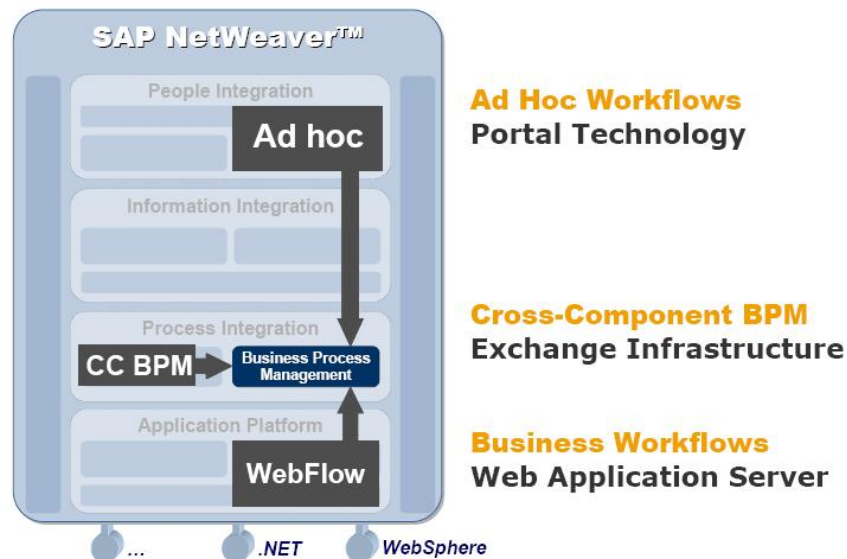 SAP NetWeaver™
People Integration
Ad hoc
Information Integration
Process Integration
CC BPM
Business Process
Management
Application Platform
WebFlow
...
.NET
WebSphere
Ad Hoc Workflows
Portal Technology
Cross-Component BPM
Exchange Infrastructure
Business Workflows
Web Application Server